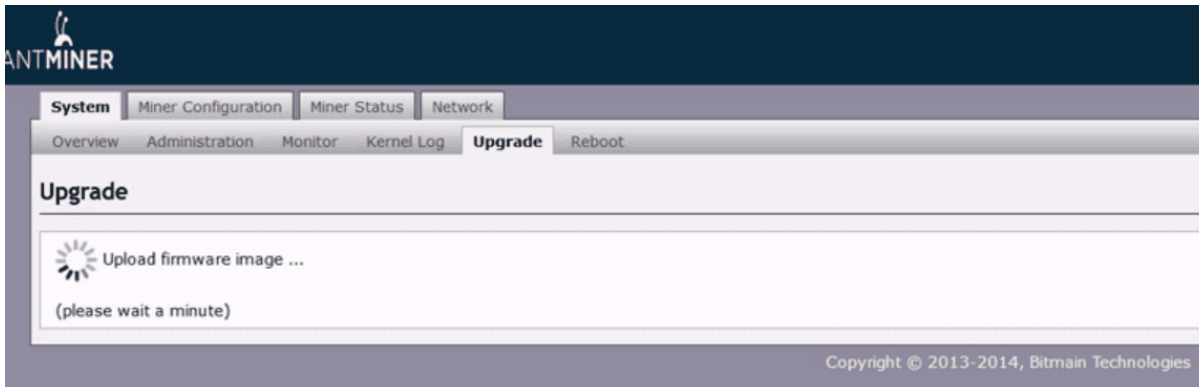 ANTMINER
System Miner Configuration Miner Status Network
Overview Administration Monitor Kernel Log Upgrade Reboot
Upgrade
Upload firmware image ...
(please wait a minute)
Copyright © 2013-2014, Bitmain Technologies